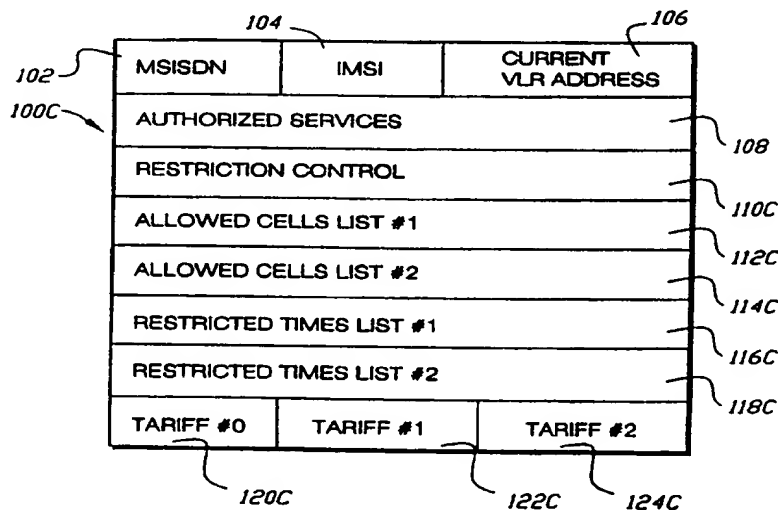 104
106
102
MSISDN
IMSI
CURRENT
VLR ADDRESS
100C
AUTHORIZED SERVICES
108
RESTRICTION CONTROL
110C
ALLOWED CELLS LIST #1
112C
ALLOWED CELLS LIST #2
114C
RESTRICTED TIMES LIST #1
116C
RESTRICTED TIMES LIST #2
118C
TARIFF #0
TARIFF #1
TARIFF #2
120C
122C
124C